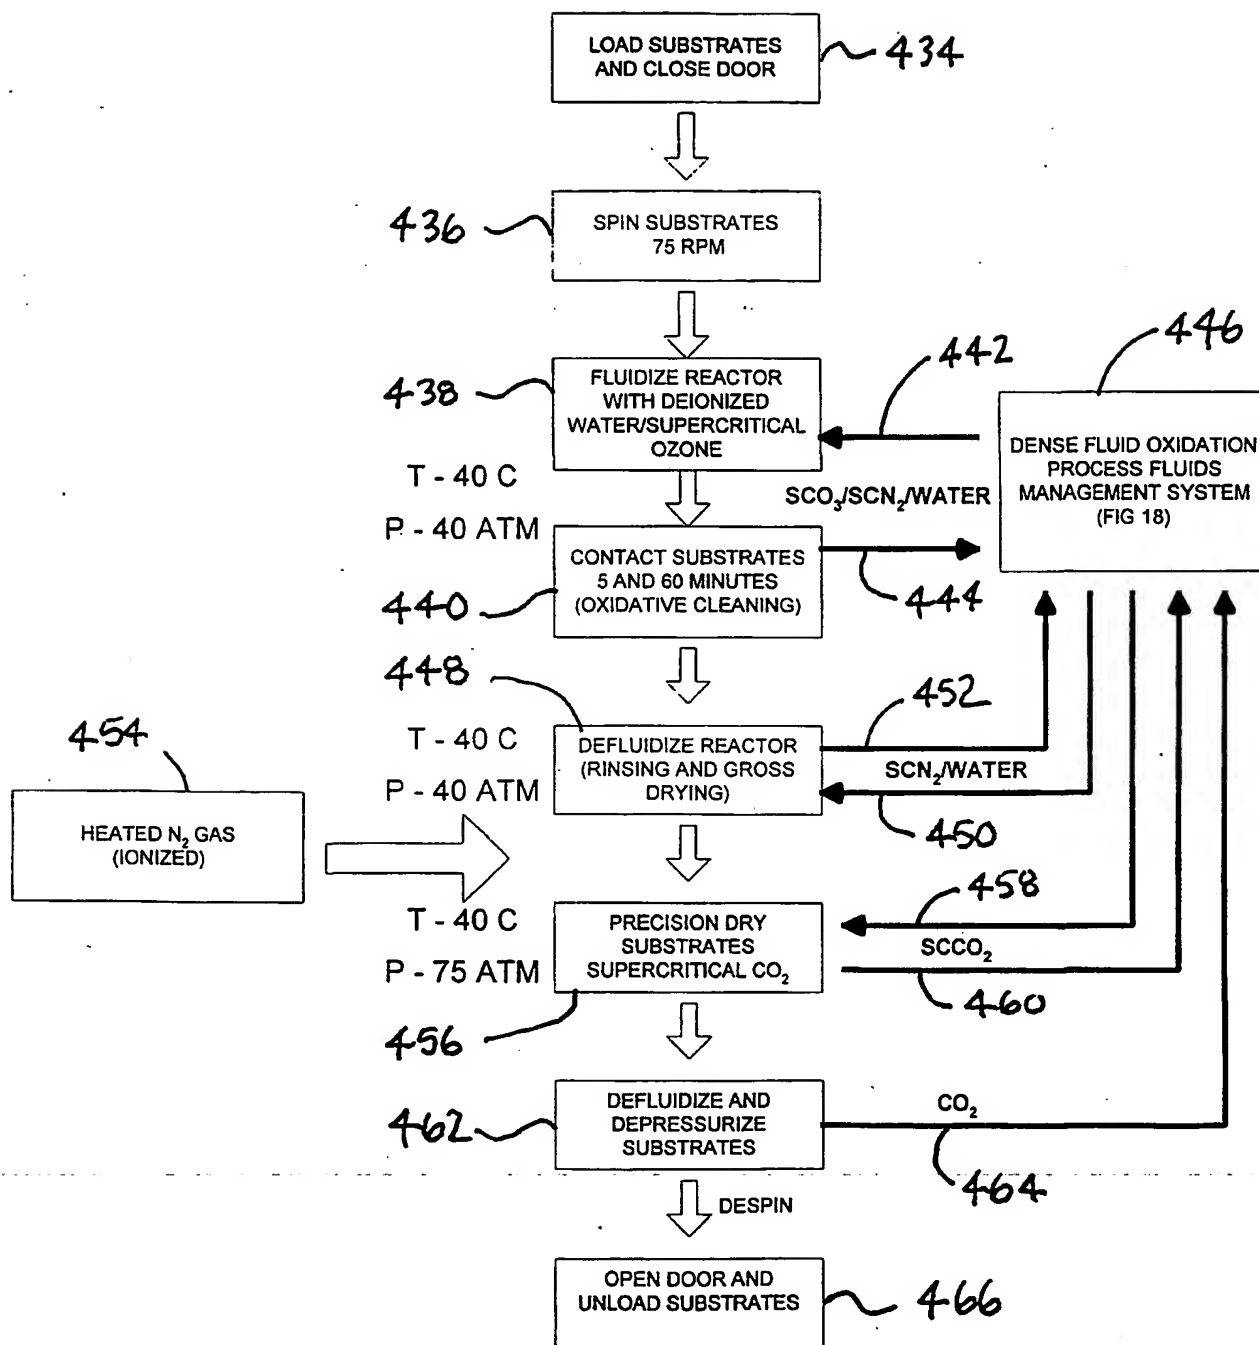 LOAD SUBSTRATES
AND CLOSE DOOR
434
436
SPIN SUBSTRATES
75 RPM
446
442
438
FLUIDIZE REACTOR
WITH DEIONIZED
WATER/SUPERCRITICAL
OZONE
DENSE FLUID OXIDATION
PROCESS FLUIDS
MANAGEMENT SYSTEM
(FIG 18)
T - 40 C
SCO₃/SCN₂/WATER
P - 40 ATM
CONTACT SUBSTRATES
5 AND 60 MINUTES
(OXIDATIVE CLEANING)
440
444
448
452
454
T - 40 C
DEFLUIDIZE REACTOR
(RINSING AND GROSS
DRYING)
SCN₂/WATER
P - 40 ATM
450
HEATED N₂ GAS
(IONIZED)
458
T - 40 C
PRECISION DRY
SUBSTRATES
SUPERCRITICAL CO₂
SCCO₂
P - 75 ATM
460
456
462
DEFLUIDIZE AND
DEPRESSURIZE
SUBSTRATES
CO₂
464
DESPIN
OPEN DOOR AND
UNLOAD SUBSTRATES
466